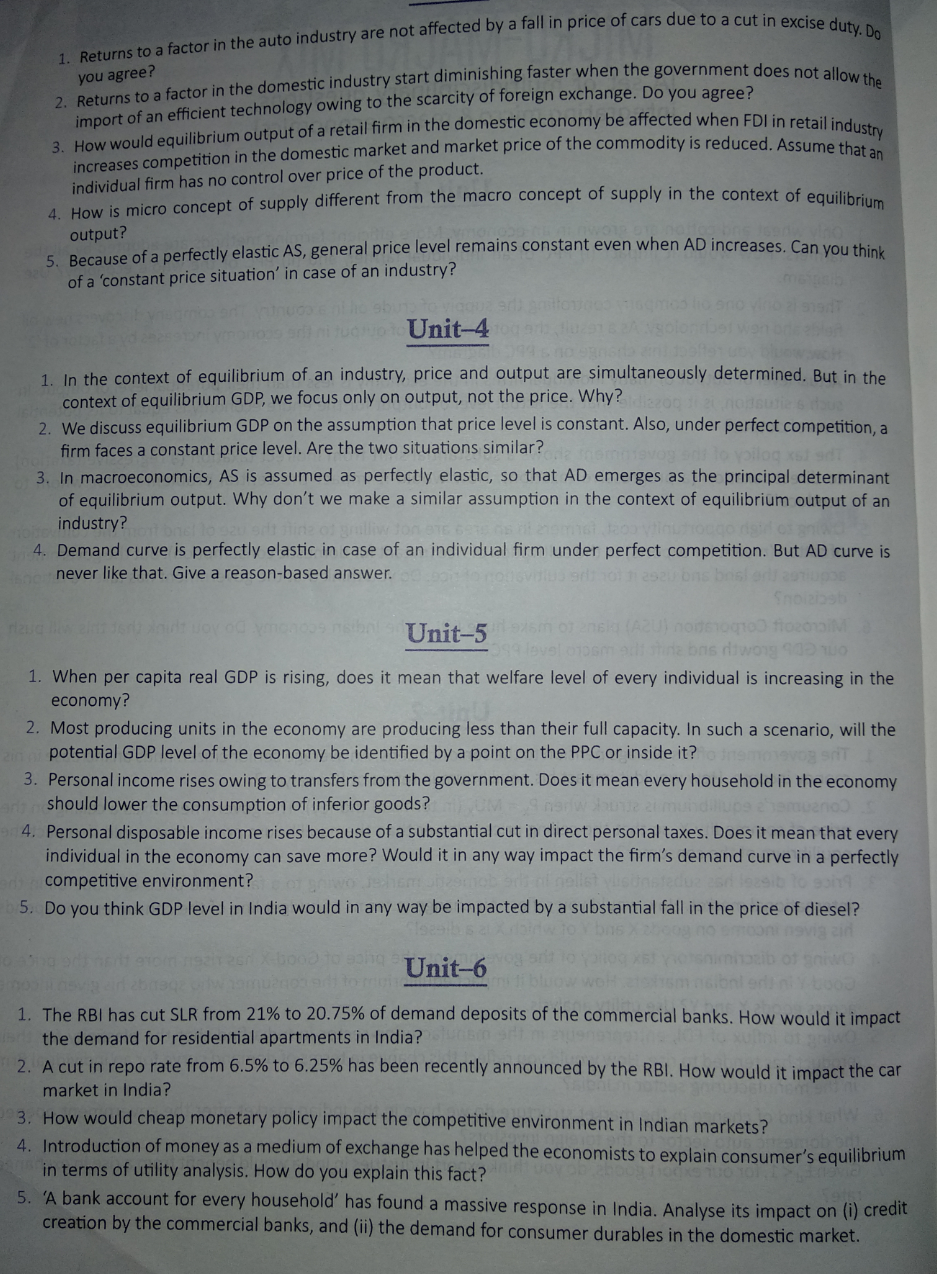 1. Returns to a factor in the auto industry are not affected by a fall in price of cars due to a cut in excise duty. Do
you agree?
2. Returns to a factor in the domestic industry start diminishing faster when the government does not allow the
import of an efficient technology owing to the scarcity of foreign exchange. Do you agree?
3. How would equilibrium output of a retail firm in the domestic economy be affected when FDI in retail industry
increases competition in the domestic market and market price of the commodity is reduced. Assume that an
individual firm has no control over price of the product.
4. How is micro concept of supply different from the macro concept of supply in the context of equilibrium
output?
5. Because of a perfectly elastic AS, general price level remains constant even when AD increases. Can you think
of a ‘constant price situation’ in case of an industry?
Unit–4
1. In the context of equilibrium of an industry, price and output are simultaneously determined. But in the
context of equilibrium GDP, we focus only on output, not the price. Why?
2. We discuss equilibrium GDP on the assumption that price level is constant. Also, under perfect competition, a
firm faces a constant price level. Are the two situations similar?
3. In macroeconomics, AS is assumed as perfectly elastic, so that AD emerges as the principal determinant
of equilibrium output. Why don’t we make a similar assumption in the context of equilibrium output of an
industry?
4. Demand curve is perfectly elastic in case of an individual firm under perfect competition. But AD curve is
never like that. Give a reason-based answer.
Unit–5
1. When per capita real GDP is rising, does it mean that welfare level of every individual is increasing in the
economy?
2. Most producing units in the economy are producing less than their full capacity. In such a scenario, will the
potential GDP level of the economy be identified by a point on the PPC or inside it?
3. Personal income rises owing to transfers from the government. Does it mean every household in the economy
should lower the consumption of inferior goods?
4. Personal disposable income rises because of a substantial cut in direct personal taxes. Does it mean that every
individual in the economy can save more? Would it in any way impact the firm’s demand curve in a perfectly
competitive environment?
5. Do you think GDP level in India would in any way be impacted by a substantial fall in the price of diesel?
Unit–6
1. The RBI has cut SLR from 21% to 20.75% of demand deposits of the commercial banks. How would it impact
the demand for residential apartments in India?
2. A cut in repo rate from 6.5% to 6.25% has been recently announced by the RBI. How would it impact the car
market in India?
3. How would cheap monetary policy impact the competitive environment in Indian markets?
4. Introduction of money as a medium of exchange has helped the economists to explain consumer’s equilibrium
in terms of utility analysis. How do you explain this fact?
5. ‘A bank account for every household’ has found a massive response in India. Analyse its impact on (i) credit
creation by the commercial banks, and (ii) the demand for consumer durables in the domestic market.